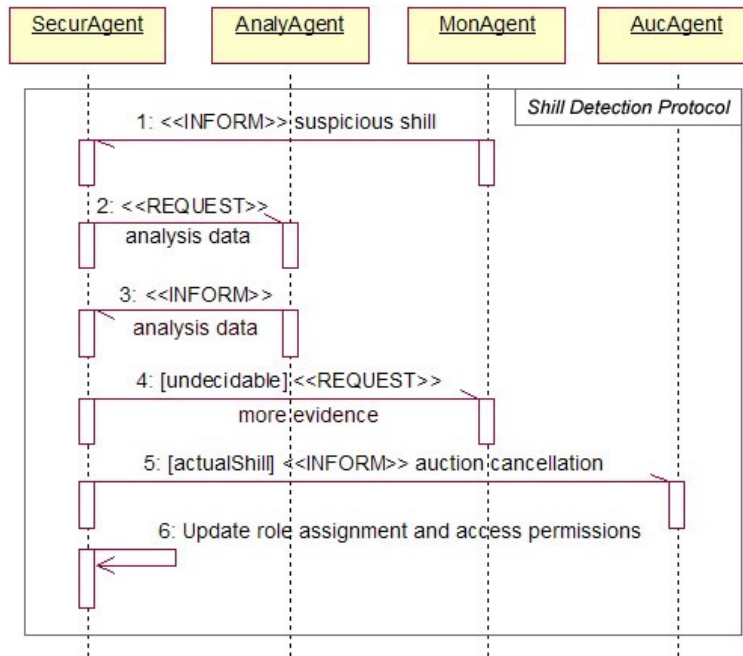 SecurAgent
AnalyAgent
MonAgent
AucAgent
Shill Detection Protocol
1: <<INFORM>> suspicious shill
2: <<REQUEST>>
analysis data
3: <<INFORM>>
analysis data
4: [undecidable] <<REQUEST>>
more evidence
5: [actualShill] <<INFORM>> auction cancellation
6: Update role assignment and access permissions